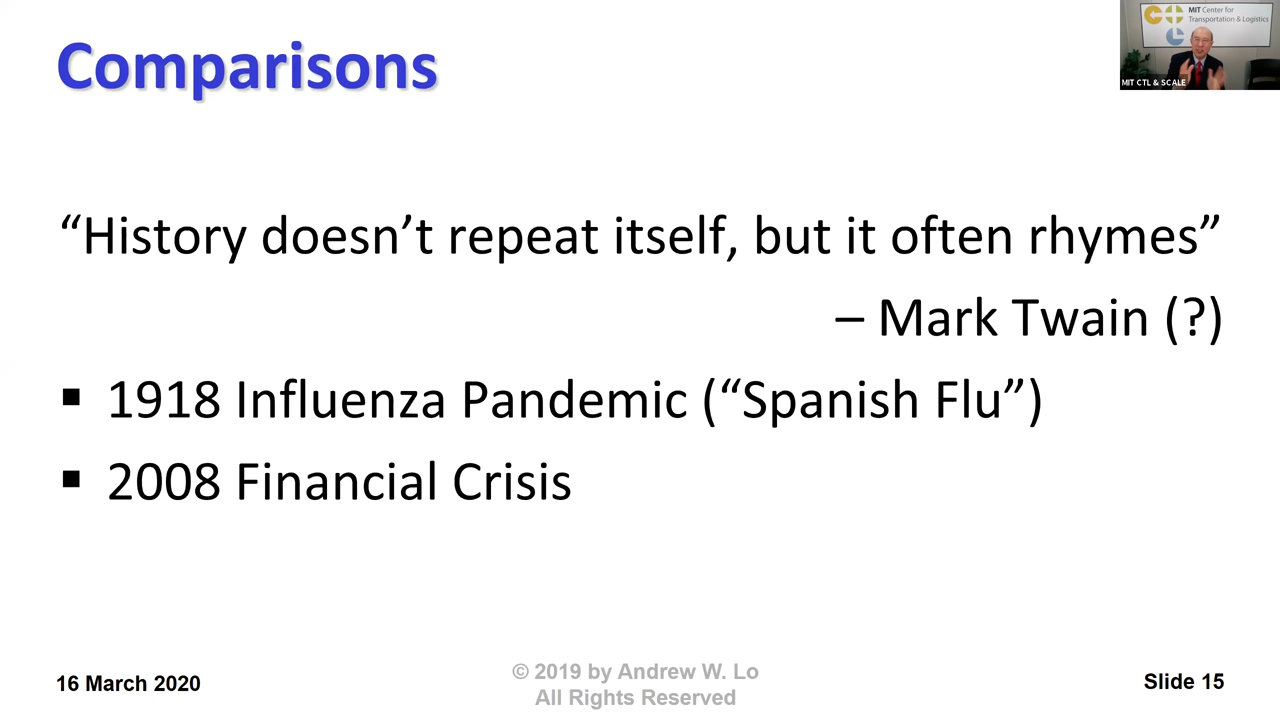 Comparisons
MIT Center for
Transportation & Logistics
MIT CTL & SCALE
“History doesn’t repeat itself, but it often rhymes”
– Mark Twain (?)
▪ 1918 Influenza Pandemic (“Spanish Flu”)
▪ 2008 Financial Crisis
16 March 2020
© 2019 by Andrew W. Lo
All Rights Reserved
Slide 15